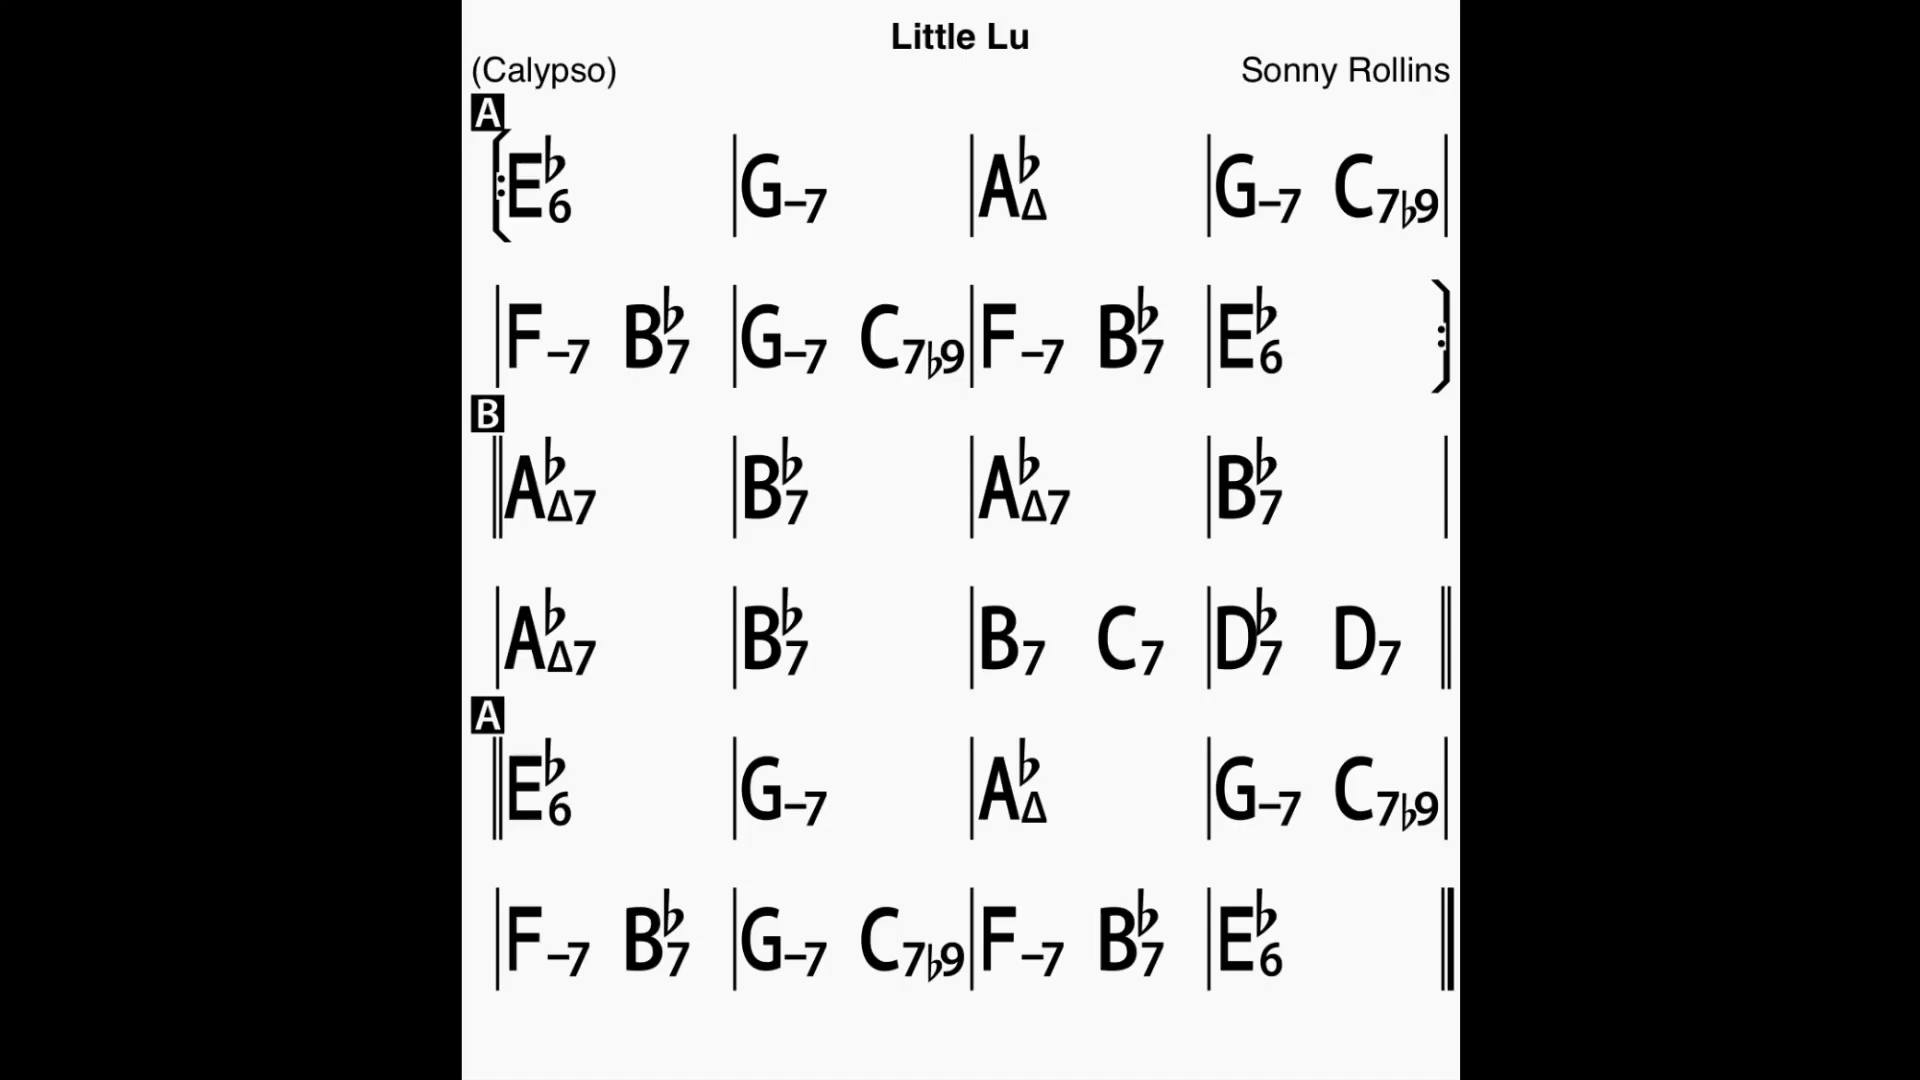 Little Lu
(Calypso) Sonny Rollins
A
E♭6 G−7 A♭Δ G−7 C7♭9
F−7 B♭7 G−7 C7♭9 F−7 B♭7 E♭6
B
A♭Δ7 B♭7 A♭Δ7 B♭7
A♭Δ7 B♭7 B7 C7 D♭7 D7
A
E♭6 G−7 A♭Δ G−7 C7♭9
F−7 B♭7 G−7 C7♭9 F−7 B♭7 E♭6